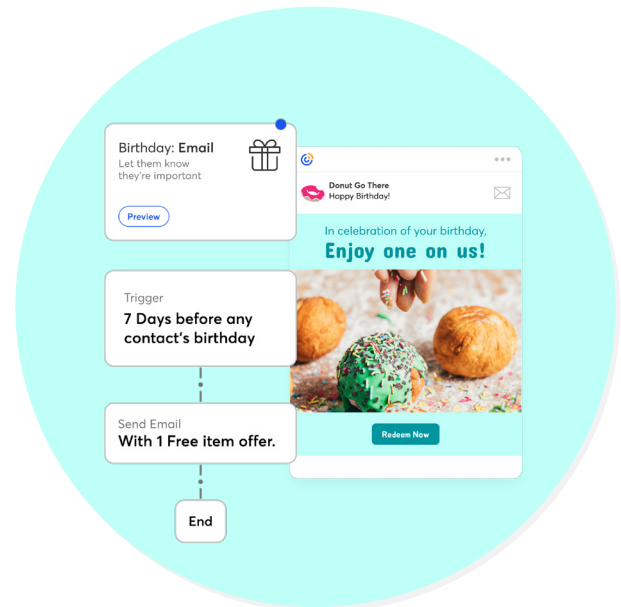 Birthday: Email
Let them know
they're important
Preview
Trigger
7 Days before any
contact's birthday
Send Email
With 1 Free item offer.
End
Donut Go There
Happy Birthday!
In celebration of your birthday,
Enjoy one on us!
Redeem Now